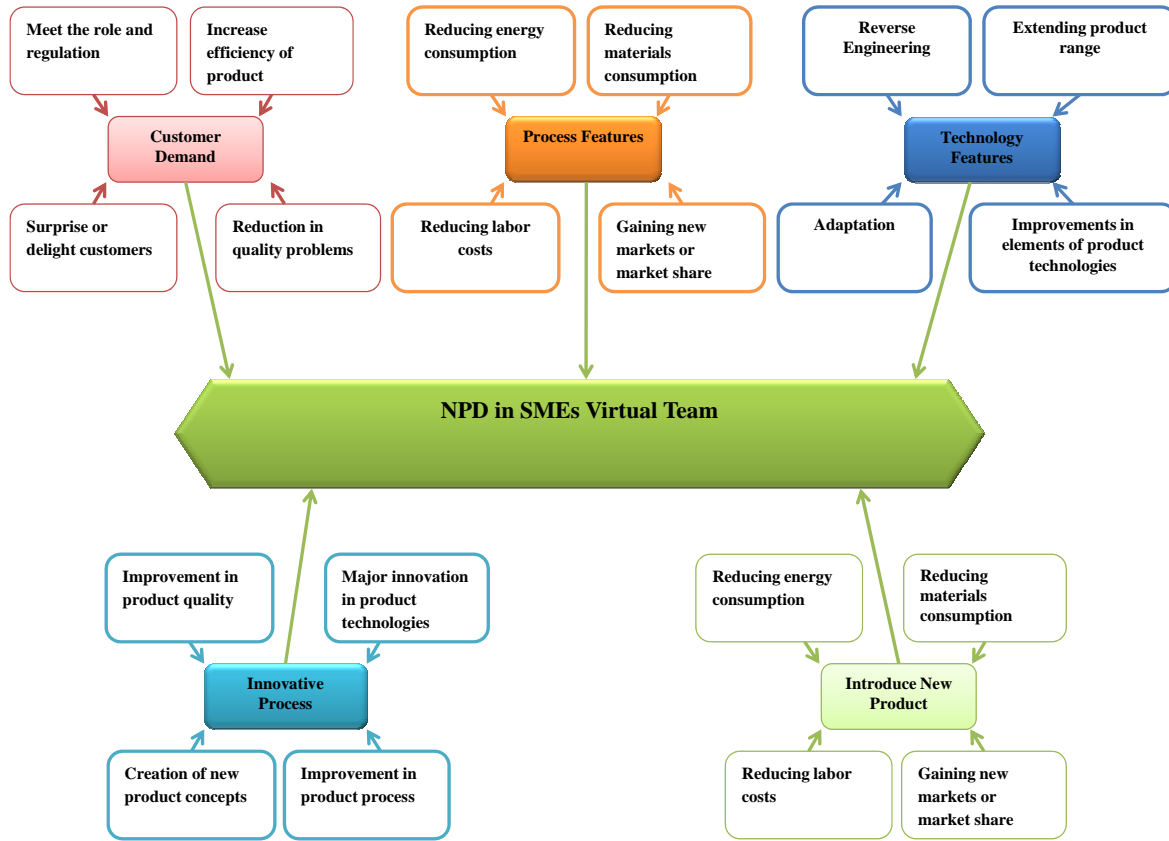 Meet the role and
regulation
Increase
efficiency of
product
Customer
Demand
Surprise or
delight customers
Reduction in
quality problems
Reducing energy
consumption
Reducing
materials
consumption
Process Features
Reducing labor
costs
Gaining new
markets or
market share
Reverse
Engineering
Extending product
range
Technology
Features
Adaptation
Improvements in
elements of product
technologies
NPD in SMEs Virtual Team
Improvement in
product quality
Major innovation
in product
technologies
Innovative
Process
Creation of new
product concepts
Improvement in
product process
Reducing energy
consumption
Reducing
materials
consumption
Introduce New
Product
Reducing labor
costs
Gaining new
markets or
market share